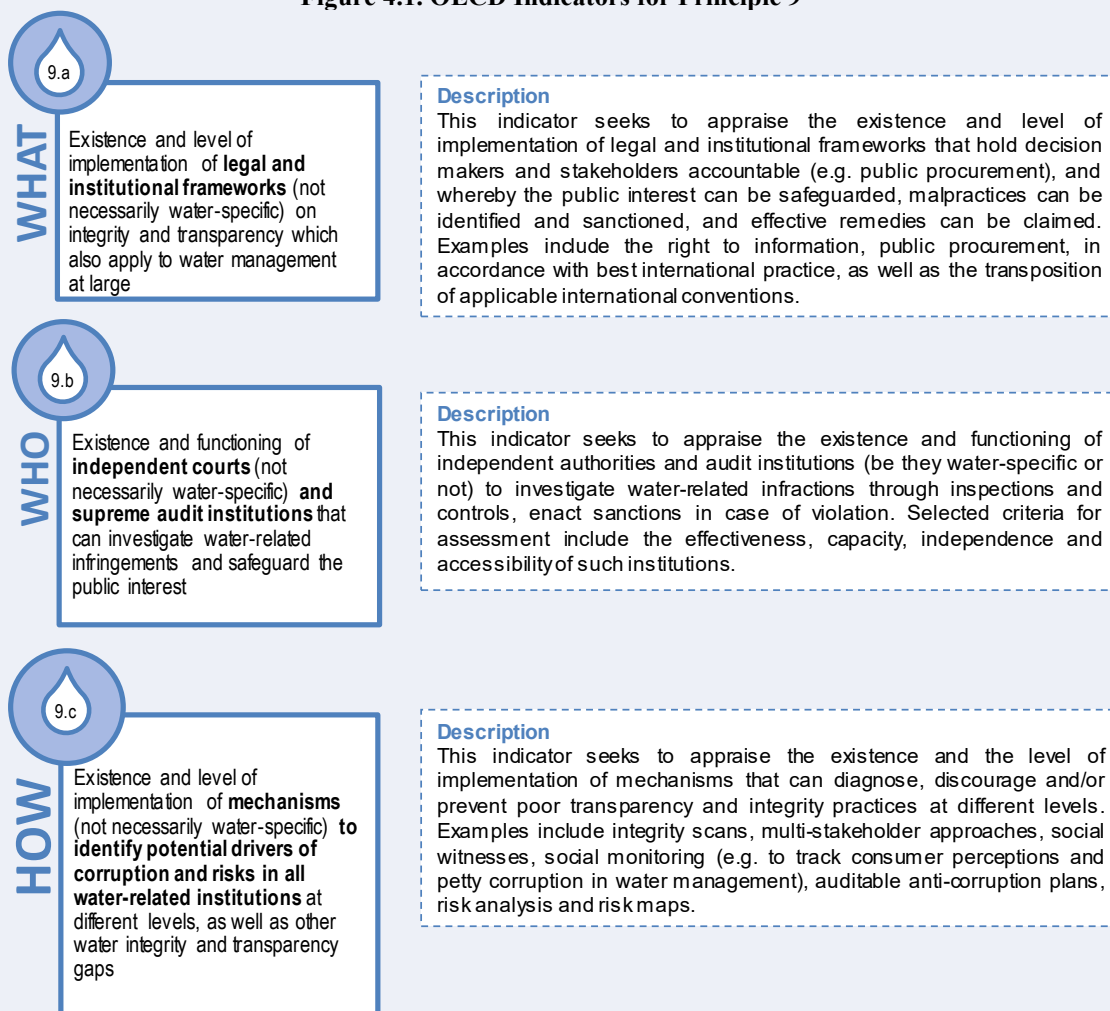 Figure 4.1. OECD Indicators for Principle 9
9.a
WHAT
Existence and level of
implementation of legal and
institutional frameworks (not
necessarily water-specific) on
integrity and transparency which
also apply to water management
at large
Description
This indicator seeks to appraise the existence and level of
implementation of legal and institutional frameworks that hold decision
makers and stakeholders accountable (e.g. public procurement), and
whereby the public interest can be safeguarded, malpractices can be
identified and sanctioned, and effective remedies can be claimed.
Examples include the right to information, public procurement, in
accordance with best international practice, as well as the transposition
of applicable international conventions.
9.b
WHO
Existence and functioning of
independent courts (not
necessarily water-specific) and
supreme audit institutions that
can investigate water-related
infringements and safeguard the
public interest
Description
This indicator seeks to appraise the existence and functioning of
independent authorities and audit institutions (be they water-specific or
not) to investigate water-related infractions through inspections and
controls, enact sanctions in case of violation. Selected criteria for
assessment include the effectiveness, capacity, independence and
accessibility of such institutions.
9.c
HOW
Existence and level of
implementation of mechanisms
(not necessarily water-specific) to
identify potential drivers of
corruption and risks in all
water-related institutions at
different levels, as well as other
water integrity and transparency
gaps
Description
This indicator seeks to appraise the existence and the level of
implementation of mechanisms that can diagnose, discourage and/or
prevent poor transparency and integrity practices at different levels.
Examples include integrity scans, multi-stakeholder approaches, social
witnesses, social monitoring (e.g. to track consumer perceptions and
petty corruption in water management), auditable anti-corruption plans,
risk analysis and risk maps.